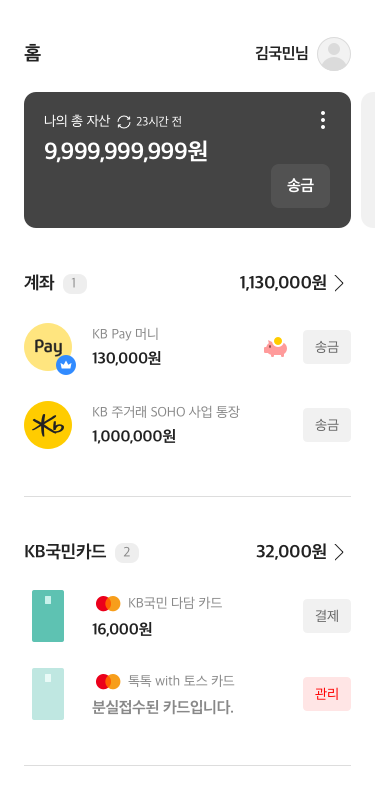 홈
김국민님
나의 총 자산 23시간 전
9,999,999,999원
송금
계좌 1
1,130,000원
Pay
KB Pay 머니
130,000원
송금
Kb
KB 주거래 SOHO 사업 통장
1,000,000원
송금
KB국민카드 2
32,000원
KB국민 다담 카드
16,000원
결제
톡톡 with 토스 카드
분실접수된 카드입니다.
관리